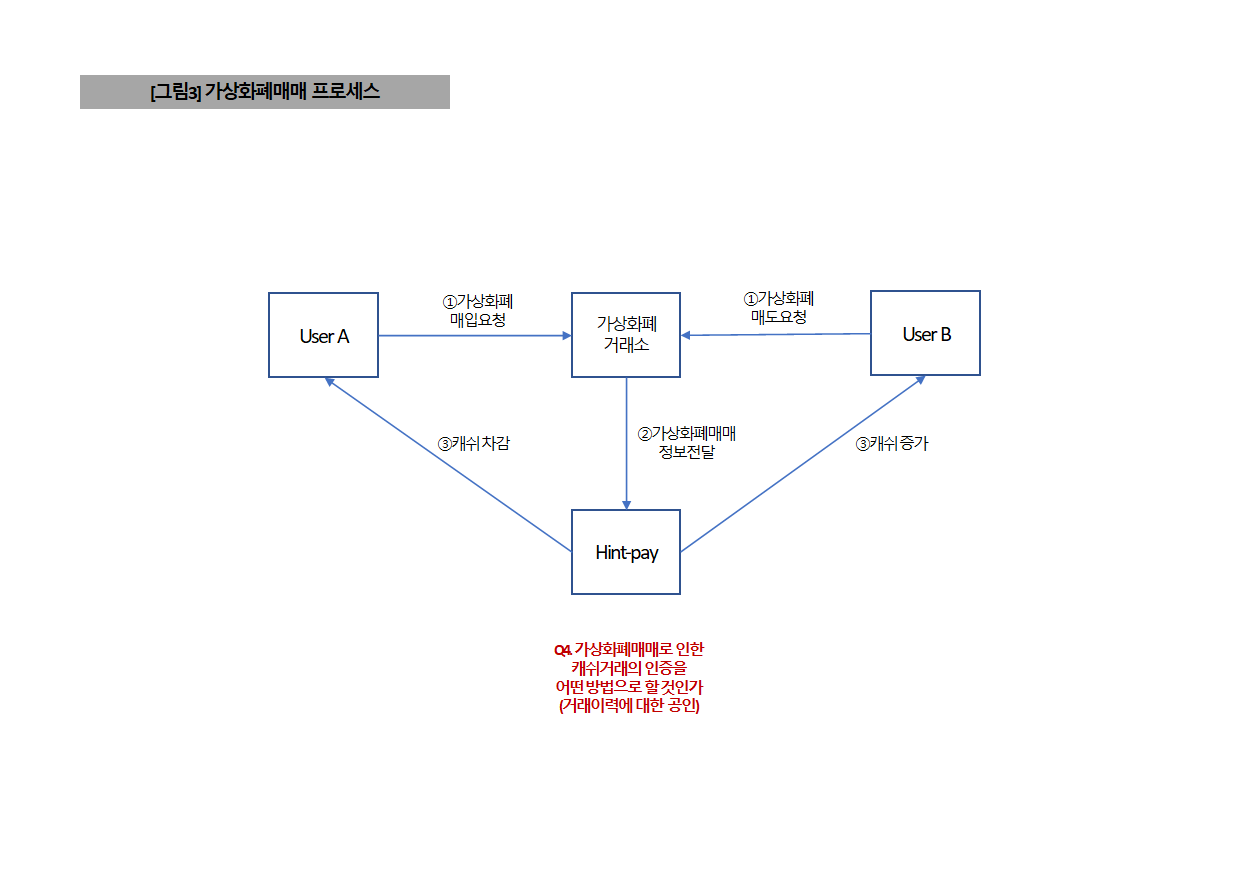 [그림3] 가상화폐매매 프로세스
①가상화폐
매입요청
①가상화폐
매도요청
User A
가상화폐
거래소
User B
③캐쉬 차감
②가상화폐매매
정보전달
③캐쉬 증가
Hint-pay
Q4. 가상화폐매매로 인한
캐쉬거래의 인증을
어떤 방법으로 할 것인가
(거래이력에 대한 공인)